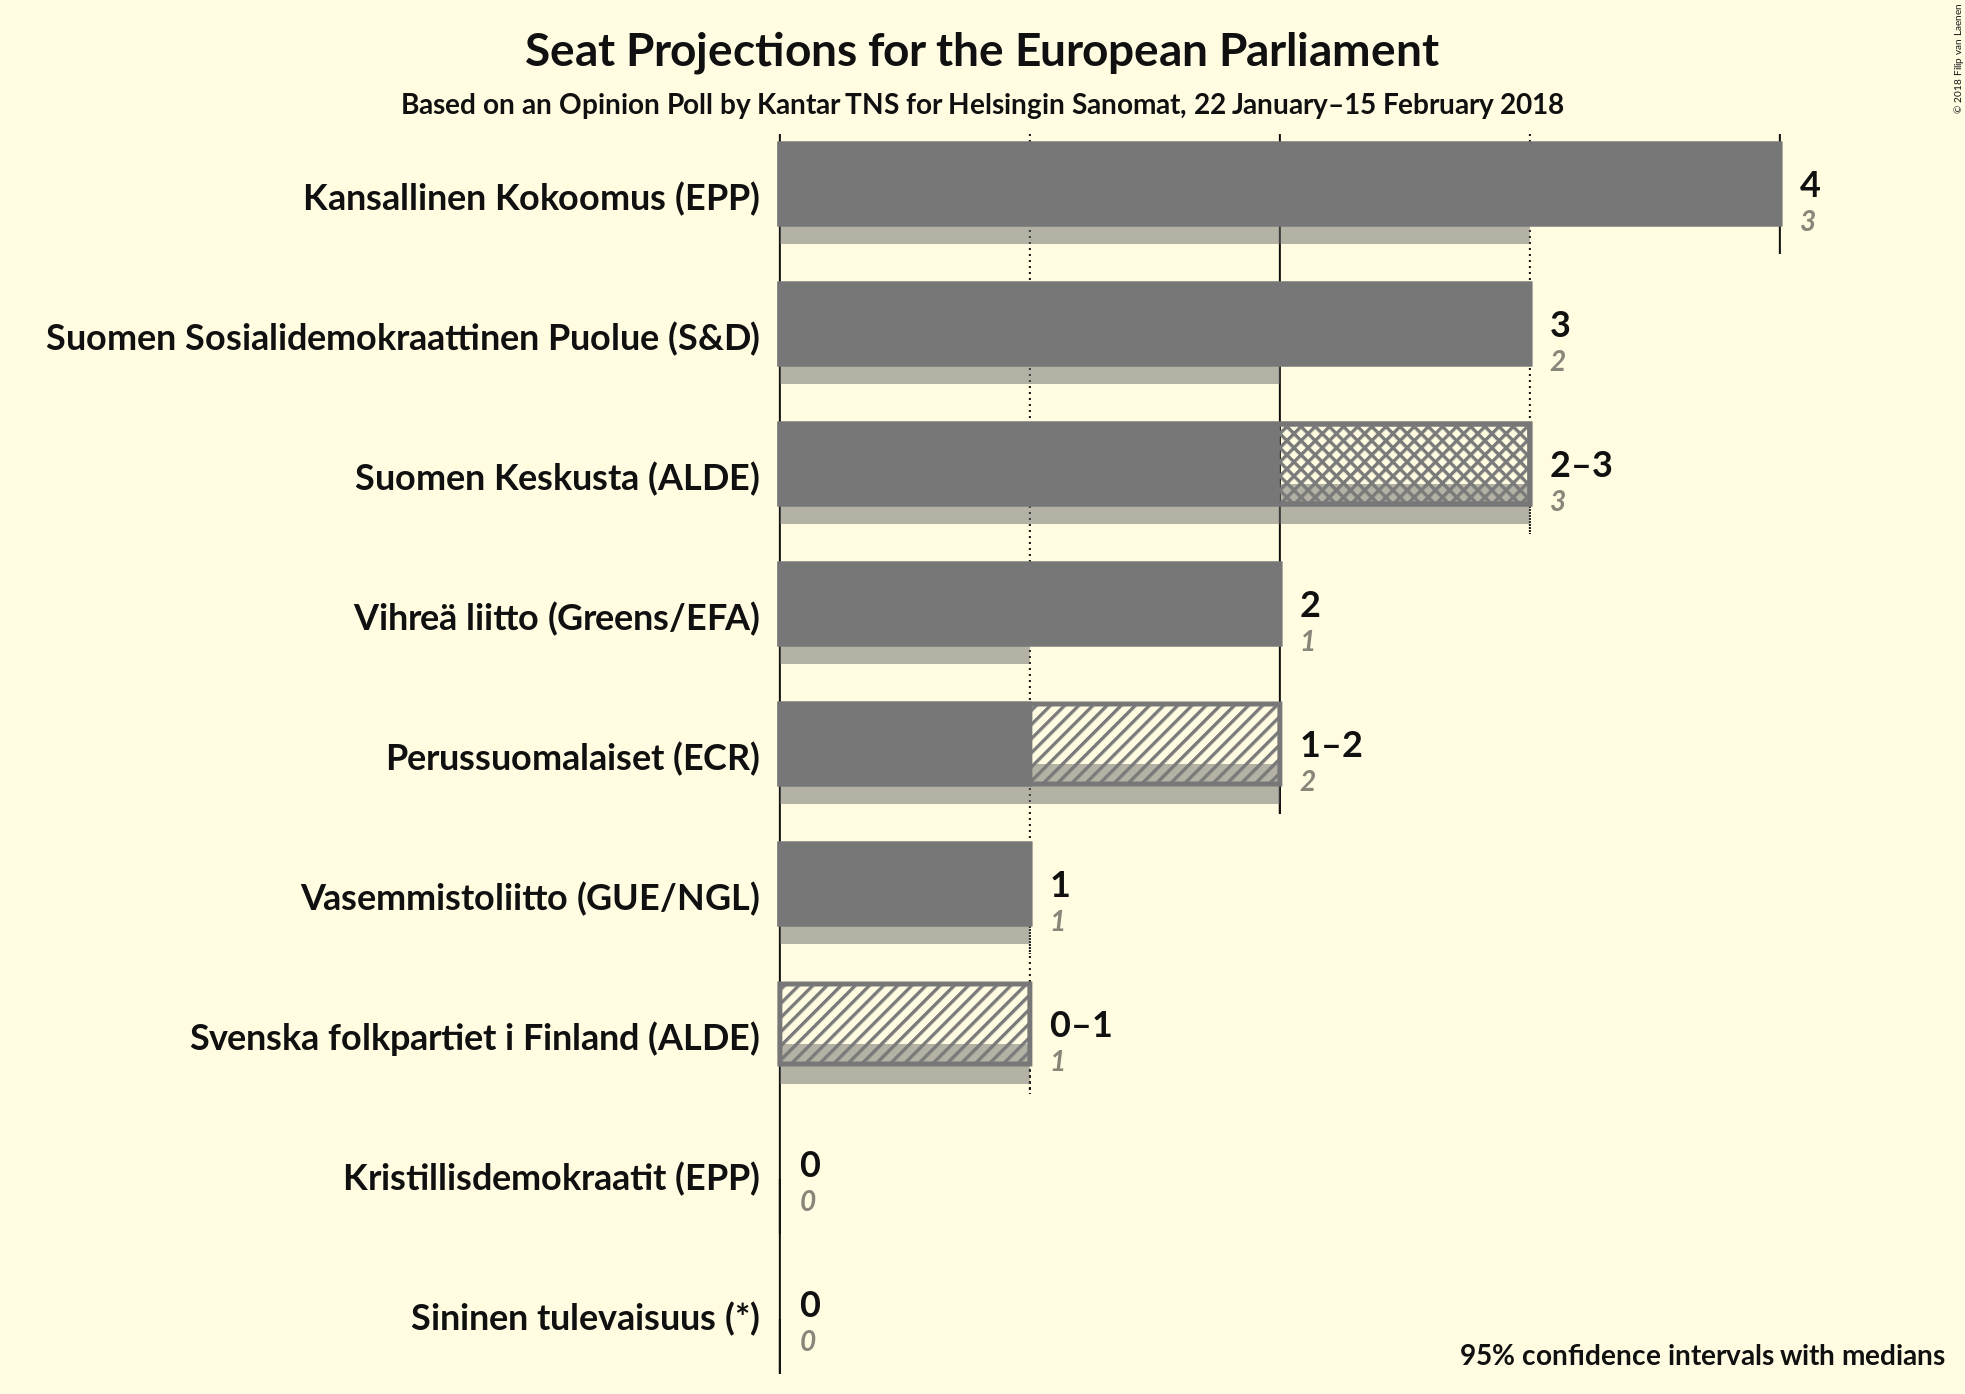 Seat Projections for the European Parliament
Based on an Opinion Poll by Kantar TNS for Helsingin Sanomat, 22 January–15 February 2018
© 2018 Filip van Laenen
Kansallinen Kokoomus (EPP)
4
3
Suomen Sosialidemokraattinen Puolue (S&D)
3
2
Suomen Keskusta (ALDE)
2–3
3
Vihreä liitto (Greens/EFA)
2
1
Perussuomalaiset (ECR)
1–2
2
Vasemmistoliitto (GUE/NGL)
1
1
Svenska folkpartiet i Finland (ALDE)
0–1
1
Kristillisdemokraatit (EPP)
0
0
Sininen tulevaisuus (*)
0
0
95% confidence intervals with medians